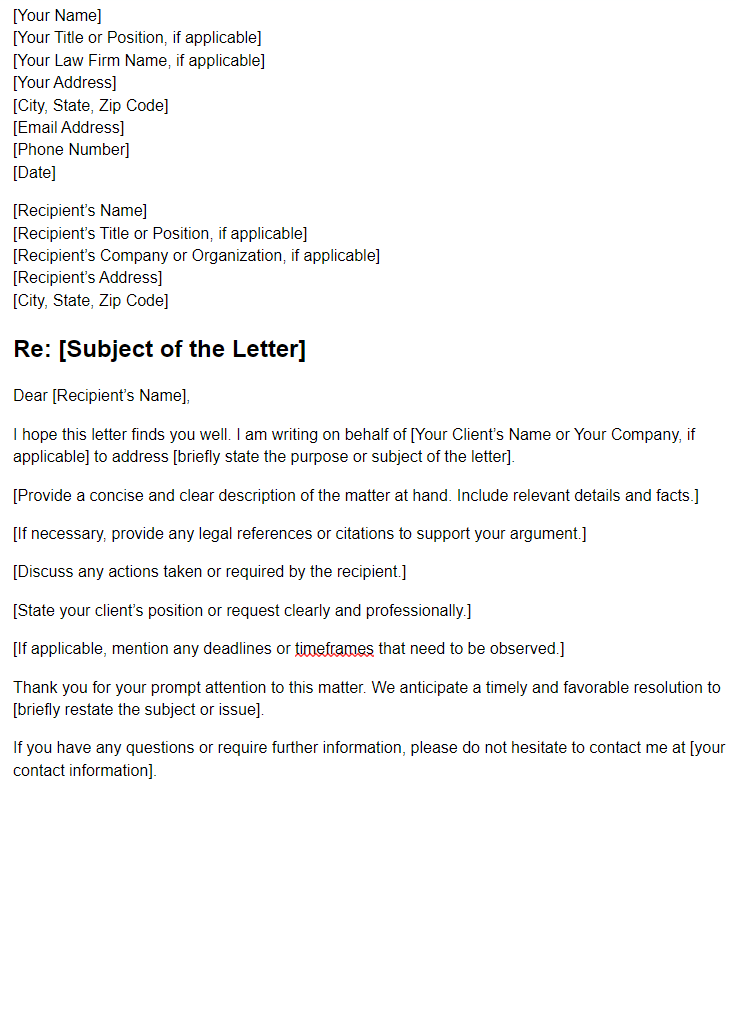 [Your Name]
[Your Title or Position, if applicable]
[Your Law Firm Name, if applicable]
[Your Address]
[City, State, Zip Code]
[Email Address]
[Phone Number]
[Date]
[Recipient’s Name]
[Recipient’s Title or Position, if applicable]
[Recipient’s Company or Organization, if applicable]
[Recipient’s Address]
[City, State, Zip Code]
Re: [Subject of the Letter]
Dear [Recipient’s Name],
I hope this letter finds you well. I am writing on behalf of [Your Client’s Name or Your Company, if
applicable] to address [briefly state the purpose or subject of the letter].
[Provide a concise and clear description of the matter at hand. Include relevant details and facts.]
[If necessary, provide any legal references or citations to support your argument.]
[Discuss any actions taken or required by the recipient.]
[State your client’s position or request clearly and professionally.]
[If applicable, mention any deadlines or timeframes that need to be observed.]
Thank you for your prompt attention to this matter. We anticipate a timely and favorable resolution to
[briefly restate the subject or issue].
If you have any questions or require further information, please do not hesitate to contact me at [your
contact information].